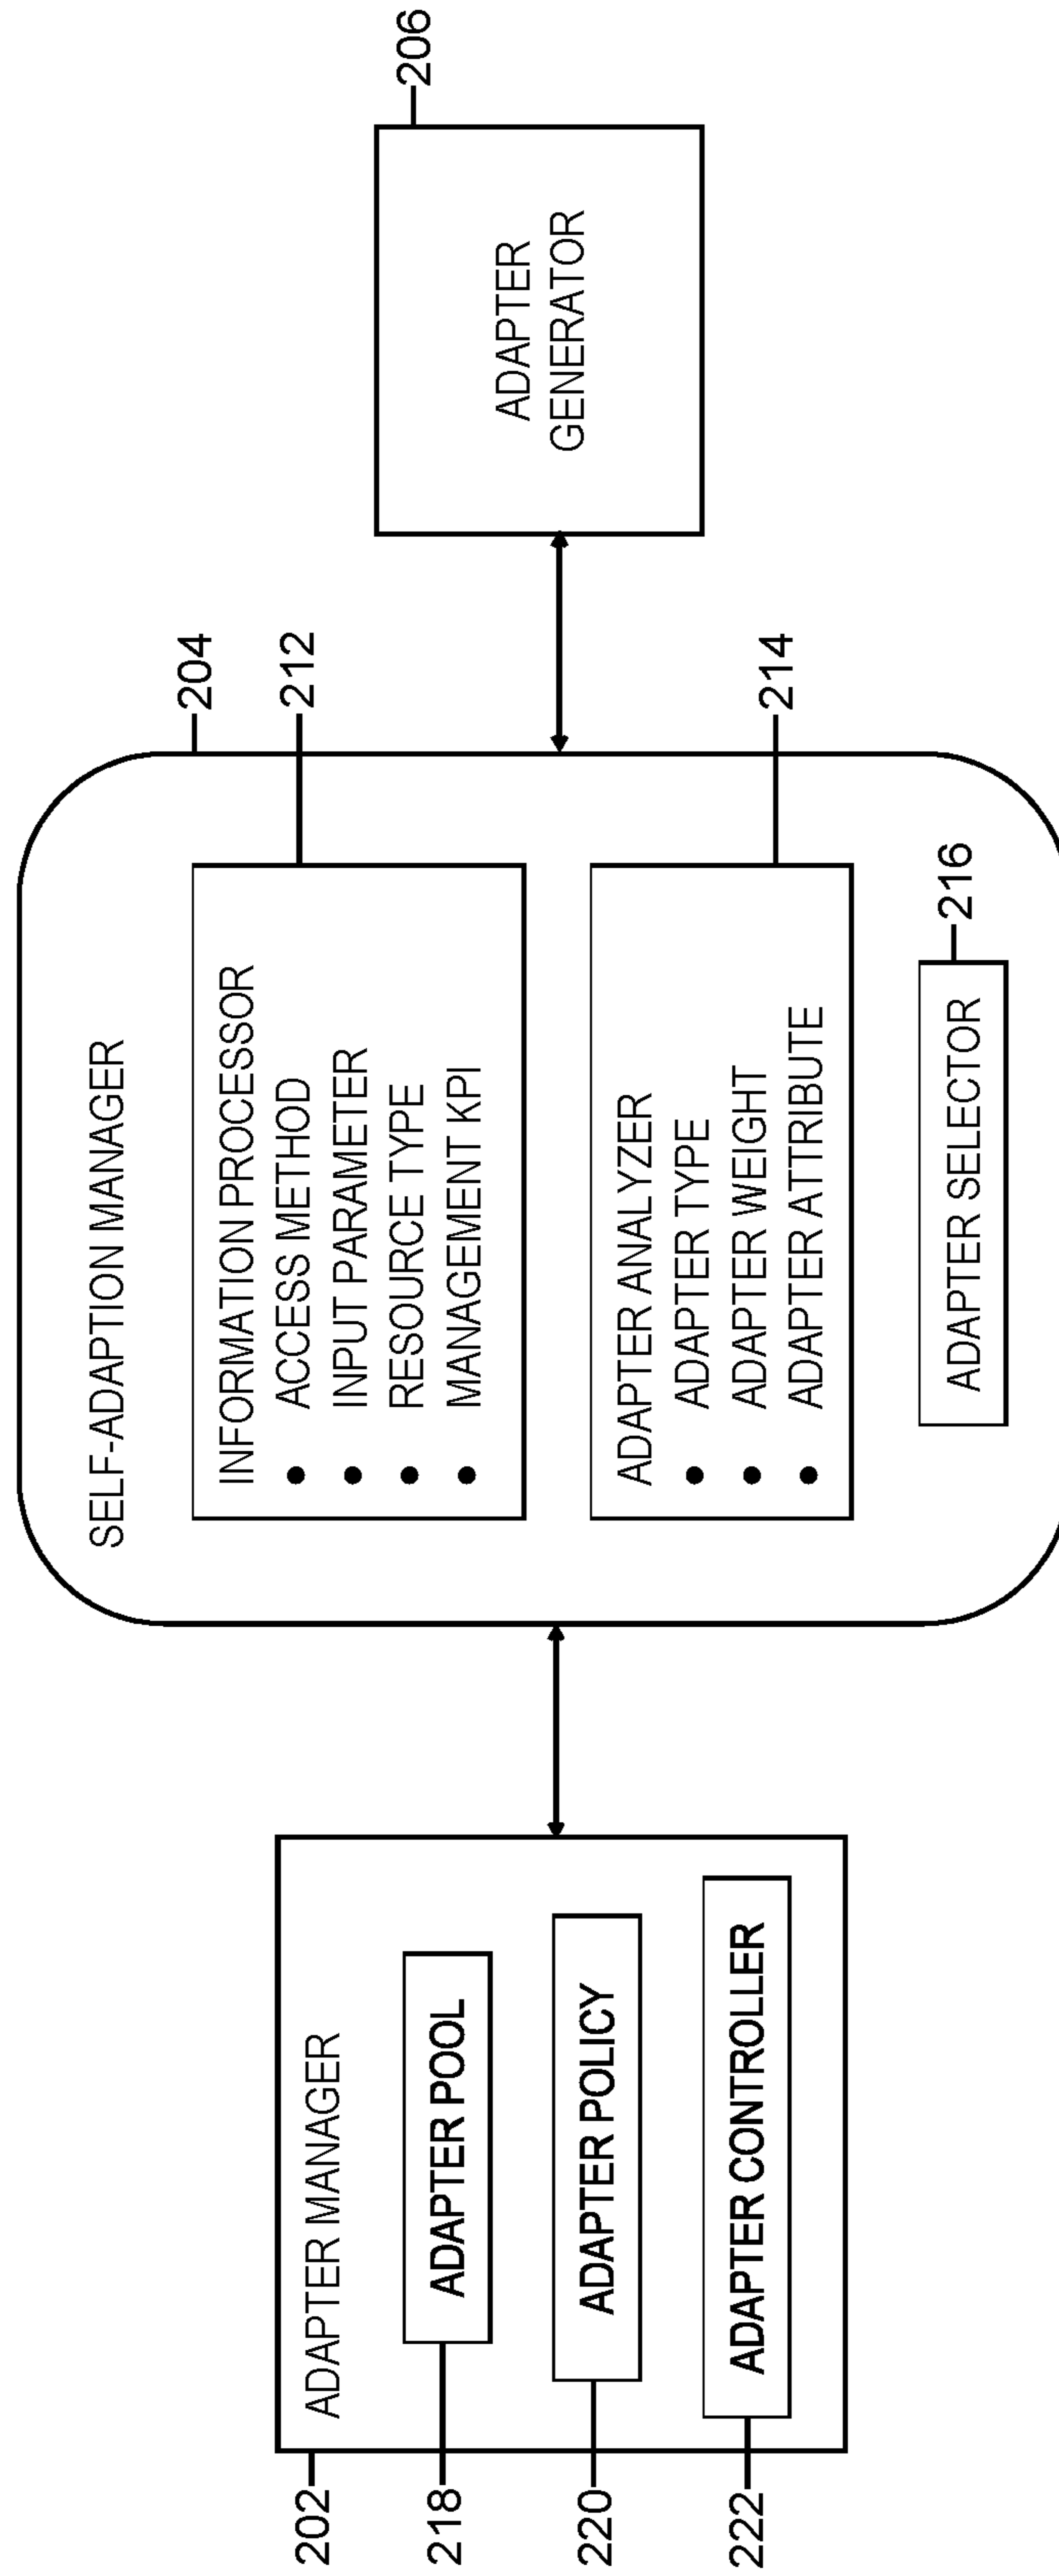 ADAPTER MANAGER
ADAPTER POOL
ADAPTER POLICY
ADAPTER CONTROLLER
202
218
220
222
SELF-ADAPTION MANAGER
204
INFORMATION PROCESSOR
● ACCESS METHOD
● INPUT PARAMETER
● RESOURCE TYPE
● MANAGEMENT KPI
212
ADAPTER ANALYZER
● ADAPTER TYPE
● ADAPTER WEIGHT
● ADAPTER ATTRIBUTE
214
ADAPTER SELECTOR
216
ADAPTER
GENERATOR
206